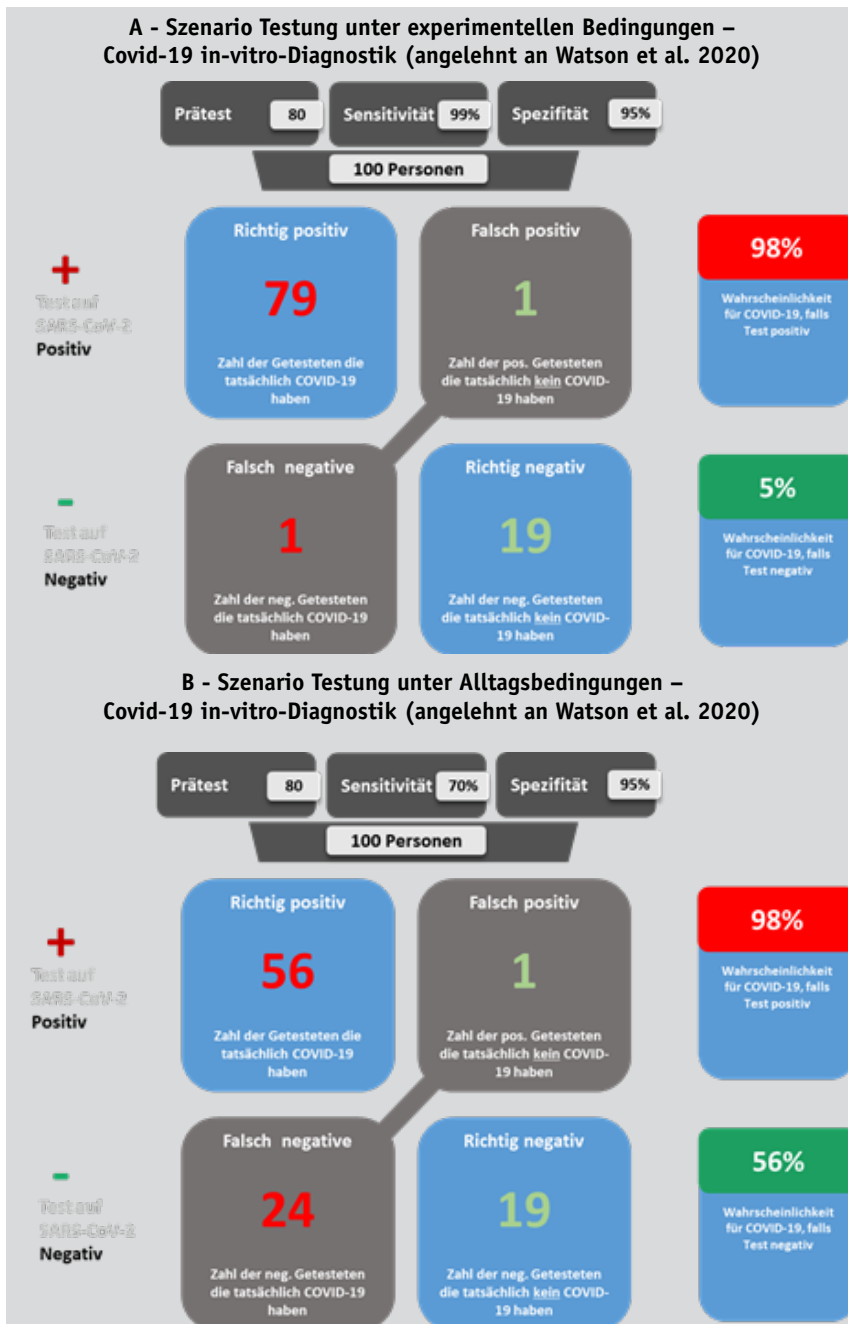 A - Szenario Testung unter experimentellen Bedingungen –
Covid-19 in-vitro-Diagnostik (angelehnt an Watson et al. 2020)
Prätest 80 Sensitivität 99% Spezifität 95%
100 Personen
+
Test auf
SARS-CoV-2
Positiv
Richtig positiv
79
Zahl der Getesteten die
tatsächlich COVID-19
haben
Falsch positiv
1
Zahl der pos. Getesteten
die tatsächlich kein COVID-
19 haben
98%
Wahrscheinlichkeit
für COVID-19, falls
Test positiv
-
Test auf
SARS-CoV-2
Negativ
Falsch negative
1
Zahl der neg. Getesteten
die tatsächlich COVID-19
haben
Richtig negativ
19
Zahl der neg. Getesteten
die tatsächlich kein COVID-
19 haben
5%
Wahrscheinlichkeit
für COVID-19, falls
Test negativ
B - Szenario Testung unter Alltagsbedingungen –
Covid-19 in-vitro-Diagnostik (angelehnt an Watson et al. 2020)
Prätest 80 Sensitivität 70% Spezifität 95%
100 Personen
+
Test auf
SARS-CoV-2
Positiv
Richtig positiv
56
Zahl der Getesteten die
tatsächlich COVID-19
haben
Falsch positiv
1
Zahl der pos. Getesteten
die tatsächlich kein COVID-
19 haben
98%
Wahrscheinlichkeit
für COVID-19, falls
Test positiv
-
Test auf
SARS-CoV-2
Negativ
Falsch negative
24
Zahl der neg. Getesteten
die tatsächlich COVID-19
haben
Richtig negativ
19
Zahl der neg. Getesteten
die tatsächlich kein COVID-
19 haben
56%
Wahrscheinlichkeit
für COVID-19, falls
Test negativ